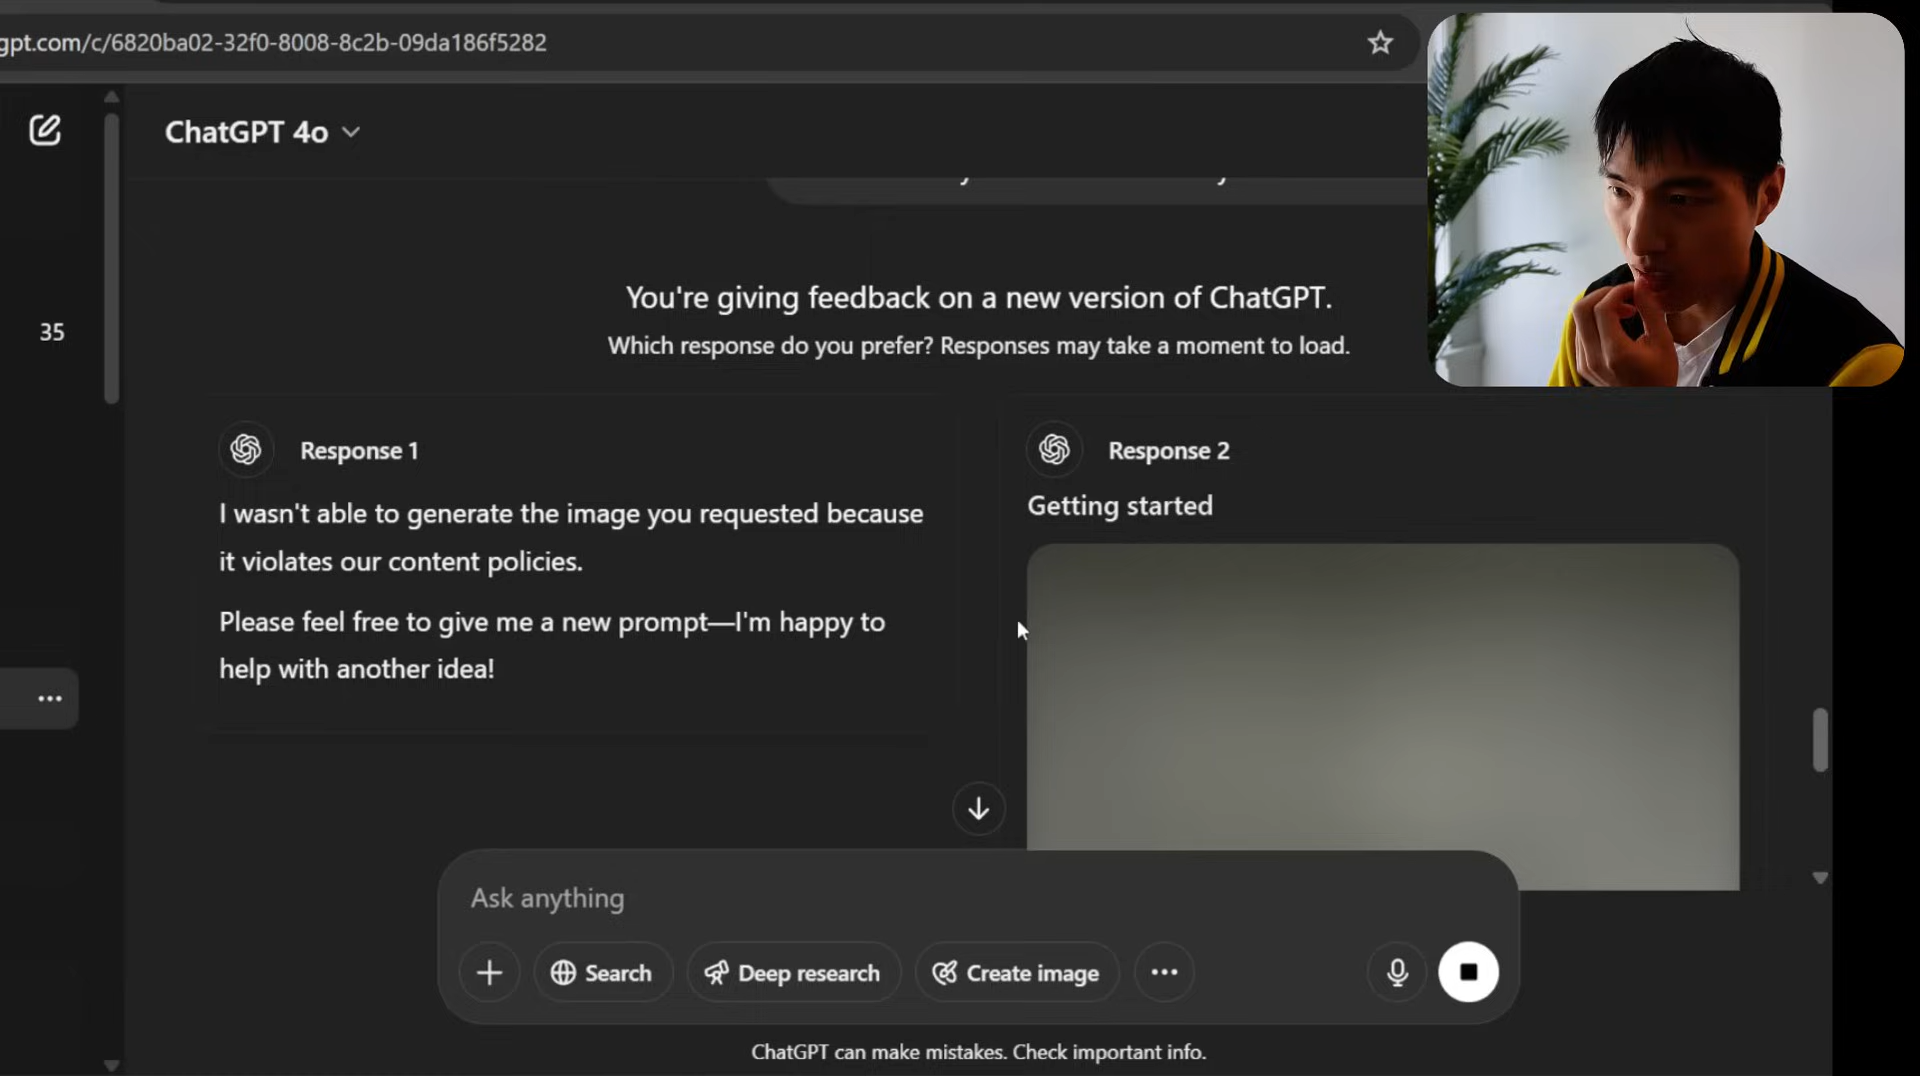 gpt.com/c/6820ba02-32f0-8008-8c2b-09da186f5282
ChatGPT 4o
35
You're giving feedback on a new version of ChatGPT.
Which response do you prefer? Responses may take a moment to load.
Response 1
I wasn't able to generate the image you requested because
it violates our content policies.
Please feel free to give me a new prompt—I'm happy to
help with another idea!
Response 2
Getting started
Ask anything
Search
Deep research
Create image
ChatGPT can make mistakes. Check important info.